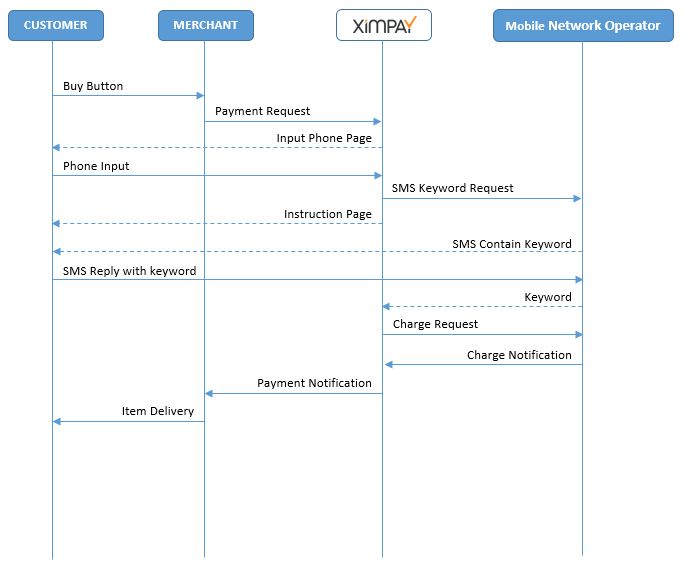 CUSTOMER
MERCHANT
XiMPAY
Mobile Network Operator
Buy Button
Payment Request
Input Phone Page
Phone Input
SMS Keyword Request
Instruction Page
SMS Contain Keyword
SMS Reply with keyword
Keyword
Charge Request
Charge Notification
Payment Notification
Item Delivery